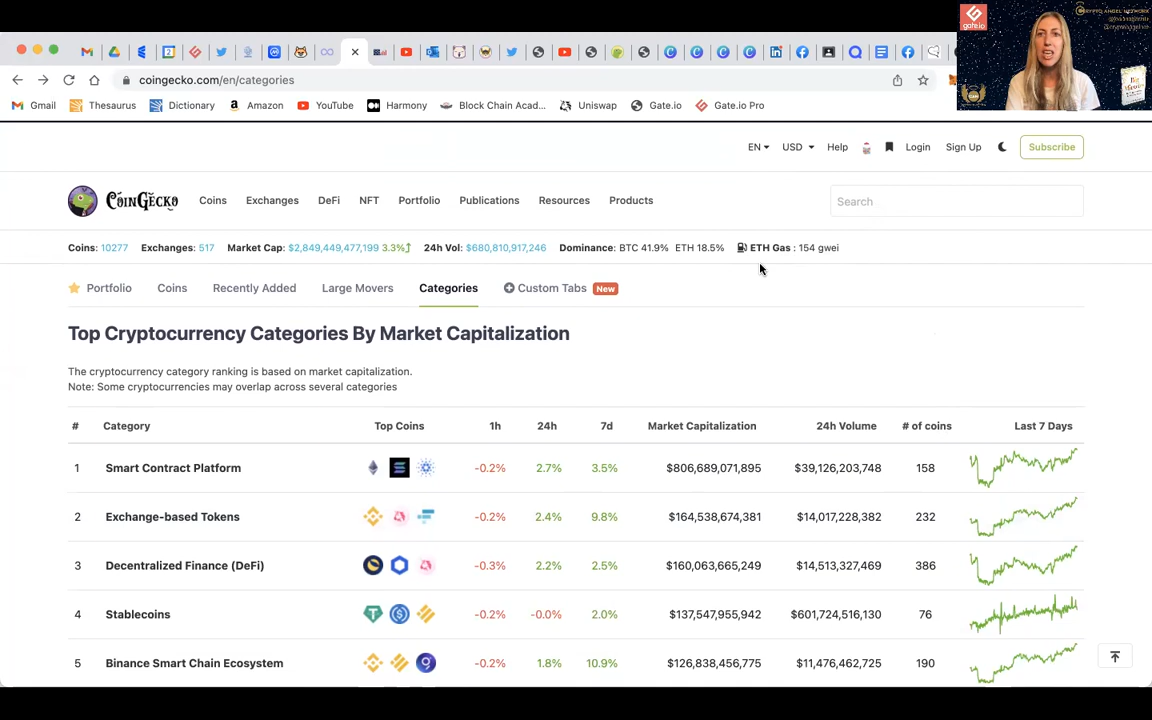 gate.io
coingecko.com/en/categories
Gmail Thesaurus Dictionary Amazon YouTube Harmony Block Chain Acad... Uniswap Gate.io Gate.io Pro
EN USD Help Login Sign Up Subscribe
COINGECKO Coins Exchanges DeFi NFT Portfolio Publications Resources Products Search
Coins: 10277 Exchanges: 517 Market Cap: $2,849,449,477,199 3.3% 24h Vol: $680,810,917,246 Dominance: BTC 41.9% ETH 18.5% ETH Gas : 154 gwei
Portfolio Coins Recently Added Large Movers Categories Custom Tabs New
Top Cryptocurrency Categories By Market Capitalization
The cryptocurrency category ranking is based on market capitalization.
Note: Some cryptocurrencies may overlap across several categories
# Category Top Coins 1h 24h 7d Market Capitalization 24h Volume # of coins Last 7 Days
1 Smart Contract Platform -0.2% 2.7% 3.5% $806,689,071,895 $39,126,203,748 158
2 Exchange-based Tokens -0.2% 2.4% 9.8% $164,538,674,381 $14,017,228,382 232
3 Decentralized Finance (DeFi) -0.3% 2.2% 2.5% $160,063,665,249 $14,513,327,469 386
4 Stablecoins -0.2% -0.0% 2.0% $137,547,955,942 $601,724,516,130 76
5 Binance Smart Chain Ecosystem -0.2% 1.8% 10.9% $126,838,456,775 $11,476,462,725 190